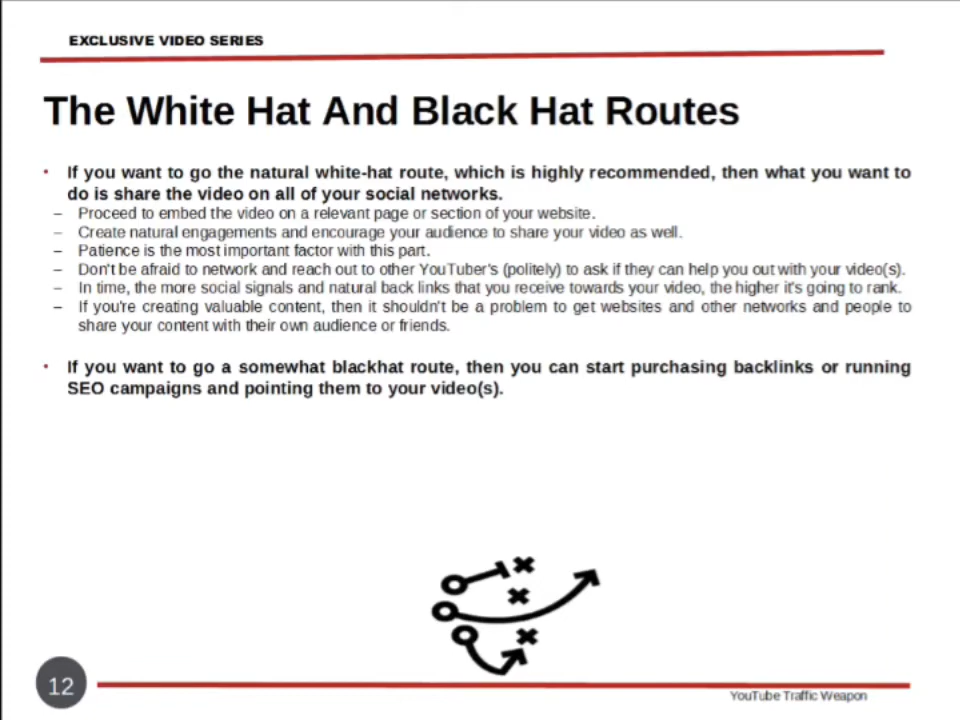 EXCLUSIVE VIDEO SERIES
The White Hat And Black Hat Routes
• If you want to go the natural white-hat route, which is highly recommended, then what you want to
do is share the video on all of your social networks.
– Proceed to embed the video on a relevant page or section of your website.
– Create natural engagements and encourage your audience to share your video as well.
– Patience is the most important factor with this part.
– Don't be afraid to network and reach out to other YouTuber's (politely) to ask if they can help you out with your video(s).
– In time, the more social signals and natural back links that you receive towards your video, the higher it's going to rank.
– If you're creating valuable content, then it shouldn't be a problem to get websites and other networks and people to
share your content with their own audience or friends.
• If you want to go a somewhat blackhat route, then you can start purchasing backlinks or running
SEO campaigns and pointing them to your video(s).
12
YouTube Traffic Weapon